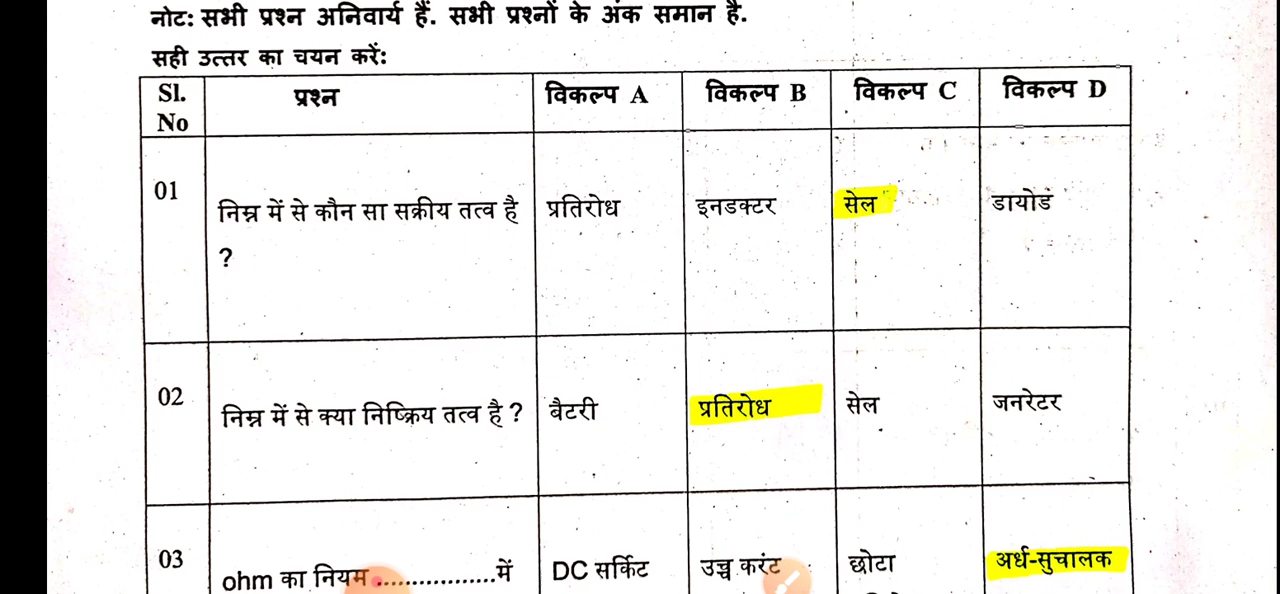 नोट: सभी प्रश्न अनिवार्य हैं. सभी प्रश्नों के अंक समान है.
सही उत्तर का चयन करें:
Sl. No प्रश्न विकल्प A विकल्प B विकल्प C विकल्प D
01 निम्न में से कौन सा सक्रीय तत्व है ? प्रतिरोध इनडक्टर सेल डायोड
02 निम्न में से क्या निष्क्रिय तत्व है ? बैटरी प्रतिरोध सेल जनरेटर
03 ohm का नियम ..................में DC सर्किट उच्च करंट छोटा अर्ध-सुचालक